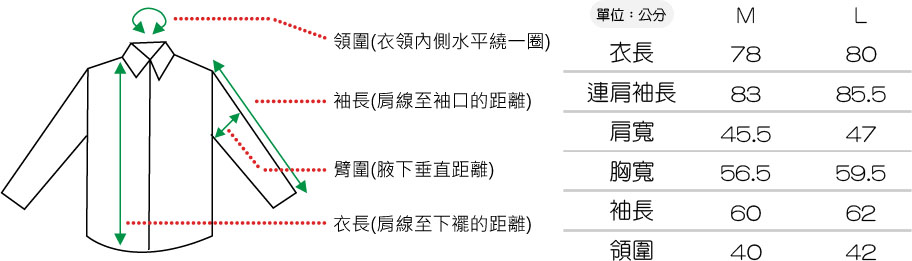 領圍(衣領內側水平繞一圈)
袖長(肩線至袖口的距離)
臂圍(腋下垂直距離)
衣長(肩線至下襬的距離)
單位：公分 M L
衣長 78 80
連肩袖長 83 85.5
肩寬 45.5 47
胸寬 56.5 59.5
袖長 60 62
領圍 40 42